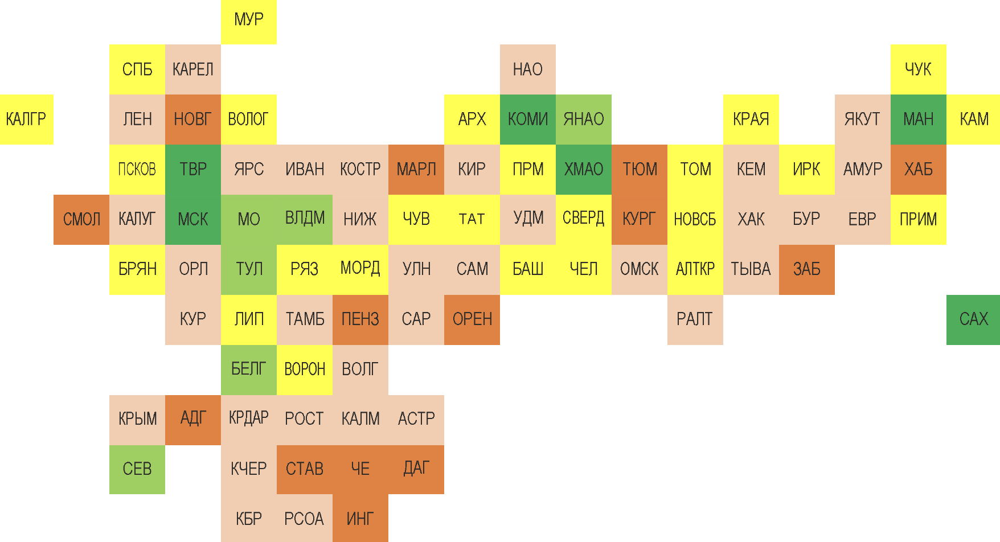 МУР
СПБ КАРЕЛ НАО ЧУК
КАЛГР ЛЕН НОВГ ВОЛОГ АРХ КОМИ ЯНАО КРАЯ ЯКУТ МАН КАМ
ПСКОВ ТВР ЯРС ИВАН КОСТР МАРЛ КИР ПРМ ХМАО ТЮМ ТОМ КЕМ ИРК АМУР ХАБ
СМОЛ КАЛУГ МСК МО ВЛДМ НИЖ ЧУВ ТАТ УДМ СВЕРД КУРГ НОВСБ ХАК БУР ЕВР ПРИМ
БРЯН ОРЛ ТУЛ РЯЗ МОРД УЛН САМ БАШ ЧЕЛ ОМСК АЛТКР ТЫВА ЗАБ
КУР ЛИП ТАМБ ПЕНЗ САР ОРЕН РАЛТ САХ
БЕЛГ ВОРОН ВОЛГ
КРЫМ АДГ КРДАР РОСТ КАЛМ АСТР
СЕВ КЧЕР СТАВ ЧЕ ДАГ
КБР РСОА ИНГ